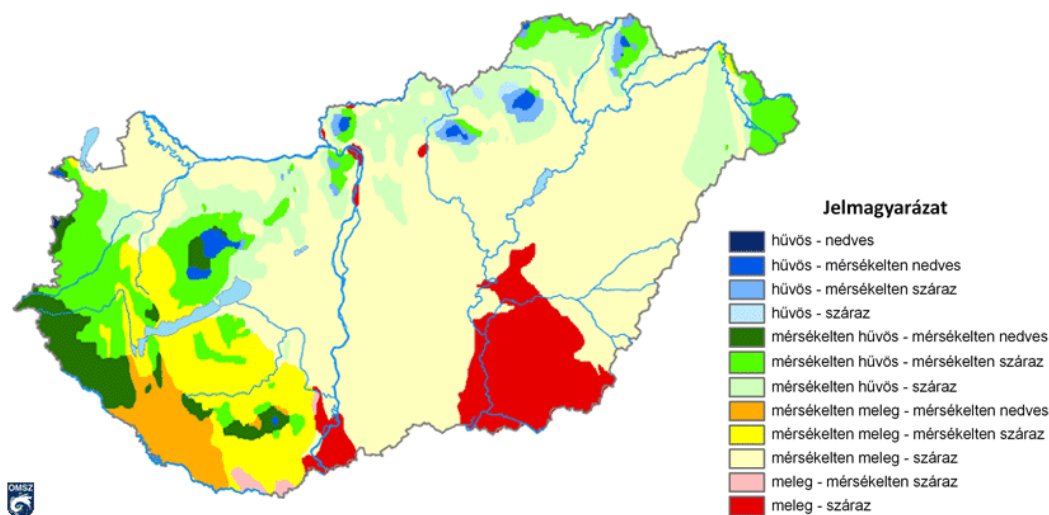 Jelmagyarázat
hűvös - nedves
hűvös - mérsékelten nedves
hűvös - mérsékelten száraz
hűvös - száraz
mérsékelten hűvös - mérsékelten nedves
mérsékelten hűvös - mérsékelten száraz
mérsékelten hűvös - száraz
mérsékelten meleg - mérsékelten nedves
mérsékelten meleg - mérsékelten száraz
mérsékelten meleg - száraz
meleg - mérsékelten száraz
meleg - száraz
OMSZ